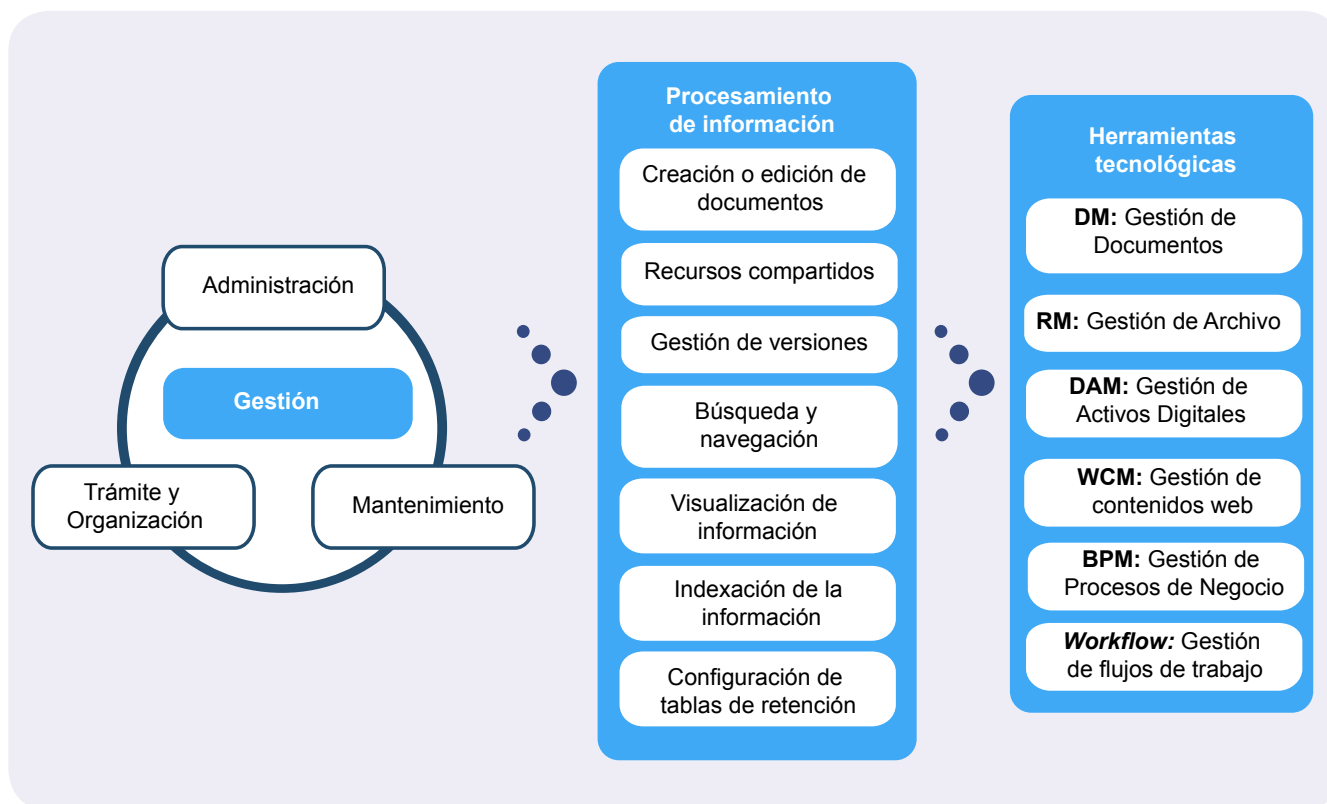 Administración
Gestión
Trámite y
Organización
Mantenimiento
Procesamiento
de información
Creación o edición de
documentos
Recursos compartidos
Gestión de versiones
Búsqueda y
navegación
Visualización de
información
Indexación de la
información
Configuración de
tablas de retención
Herramientas
tecnológicas
DM: Gestión de
Documentos
RM: Gestión de Archivo
DAM: Gestión de
Activos Digitales
WCM: Gestión de
contenidos web
BPM: Gestión de
Procesos de Negocio
Workflow: Gestión
de flujos de trabajo